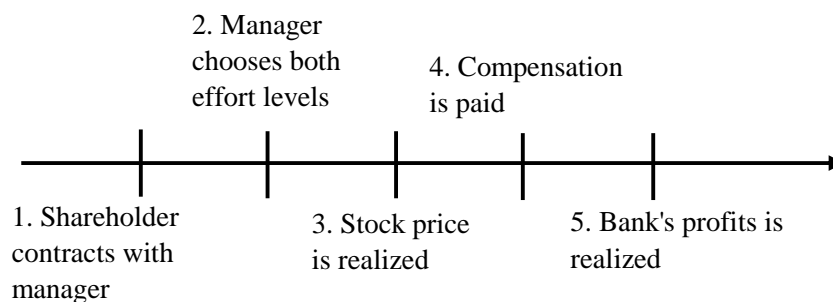 2. Manager
chooses both
effort levels
4. Compensation
is paid
1. Shareholder
contracts with
manager
3. Stock price
is realized
5. Bank's profits is
realized